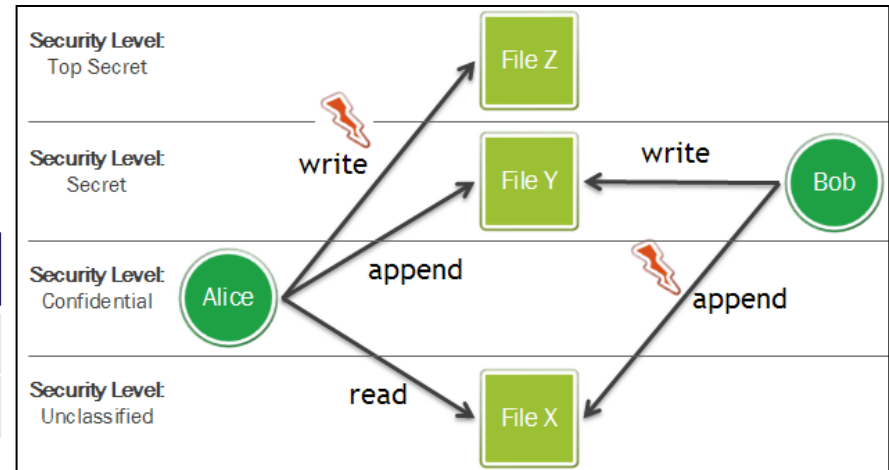 Security Level:
Top Secret
File Z
write
Security Level:
Secret
File Y
write
Bob
Security Level:
Confidential
Alice
append
append
Security Level:
Unclassified
read
File X